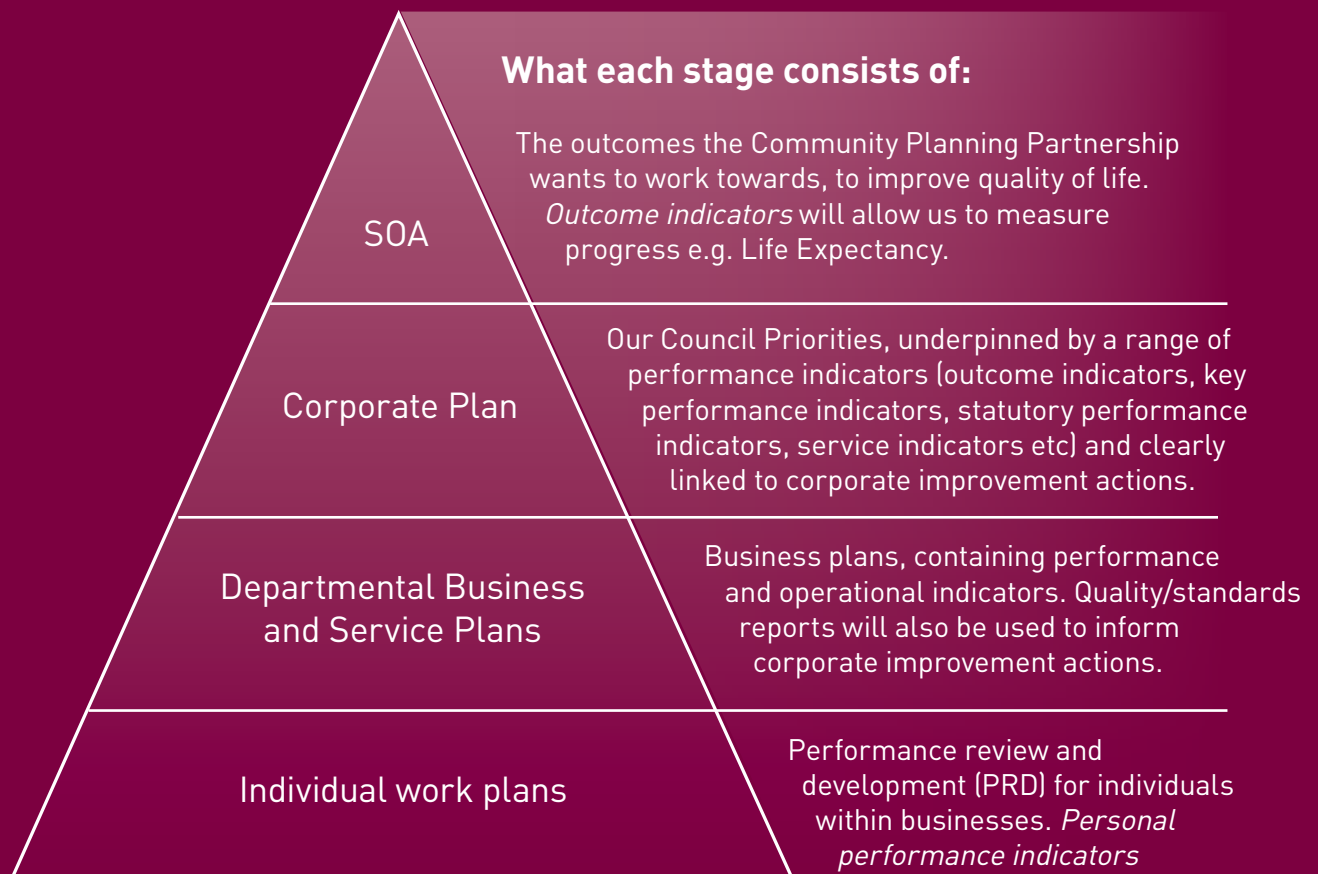 What each stage consists of:
SOA
The outcomes the Community Planning Partnership
wants to work towards, to improve quality of life.
Outcome indicators will allow us to measure
progress e.g. Life Expectancy.
Corporate Plan
Our Council Priorities, underpinned by a range of
performance indicators (outcome indicators, key
performance indicators, statutory performance
indicators, service indicators etc) and clearly
linked to corporate improvement actions.
Departmental Business
and Service Plans
Business plans, containing performance
and operational indicators. Quality/standards
reports will also be used to inform
corporate improvement actions.
Individual work plans
Performance review and
development (PRD) for individuals
within businesses. Personal
performance indicators